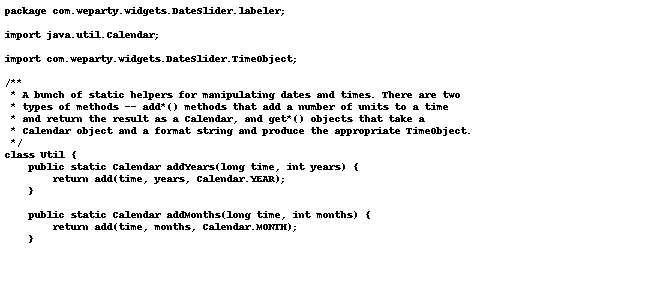 package com.weparty.widgets.DateSlider.labeler;
import java.util.Calendar;
import com.weparty.widgets.DateSlider.TimeObject;
/**
 * A bunch of static helpers for manipulating dates and times. There are two
 * types of methods -- add*() methods that add a number of units to a time
 * and return the result as a Calendar, and get*() objects that take a
 * Calendar object and a format string and produce the appropriate TimeObject.
 */
class Util {
    public static Calendar addYears(long time, int years) {
        return add(time, years, Calendar.YEAR);
    }
    public static Calendar addMonths(long time, int months) {
        return add(time, months, Calendar.MONTH);
    }